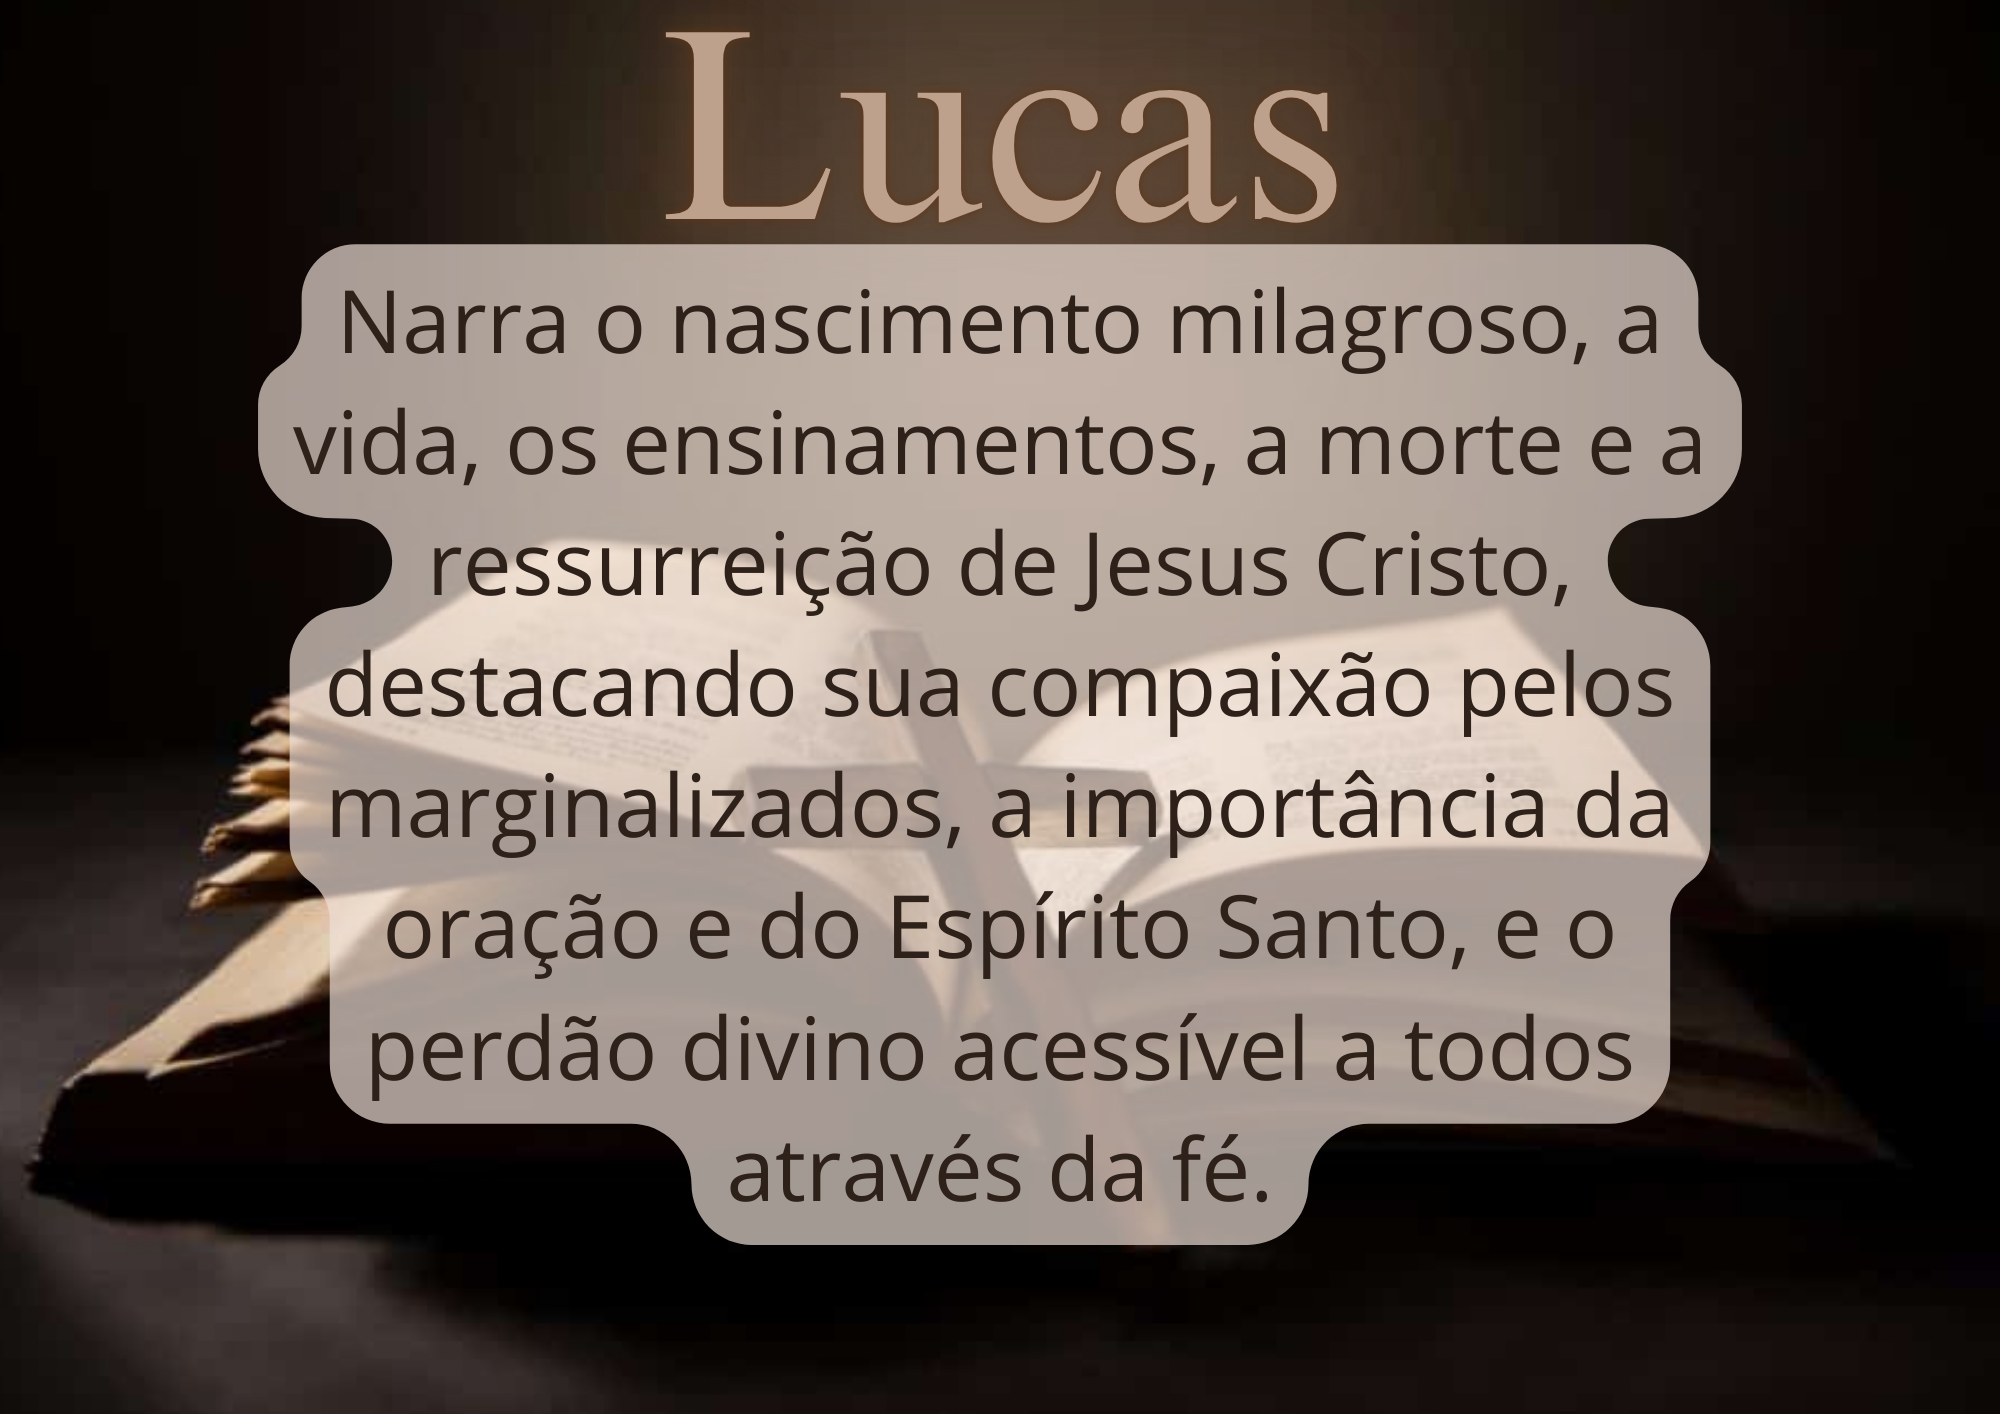 Lucas
Narra o nascimento milagroso, a
vida, os ensinamentos, a morte e a
ressurreição de Jesus Cristo,
destacando sua compaixão pelos
marginalizados, a importância da
oração e do Espírito Santo, e o
perdão divino acessível a todos
através da fé.